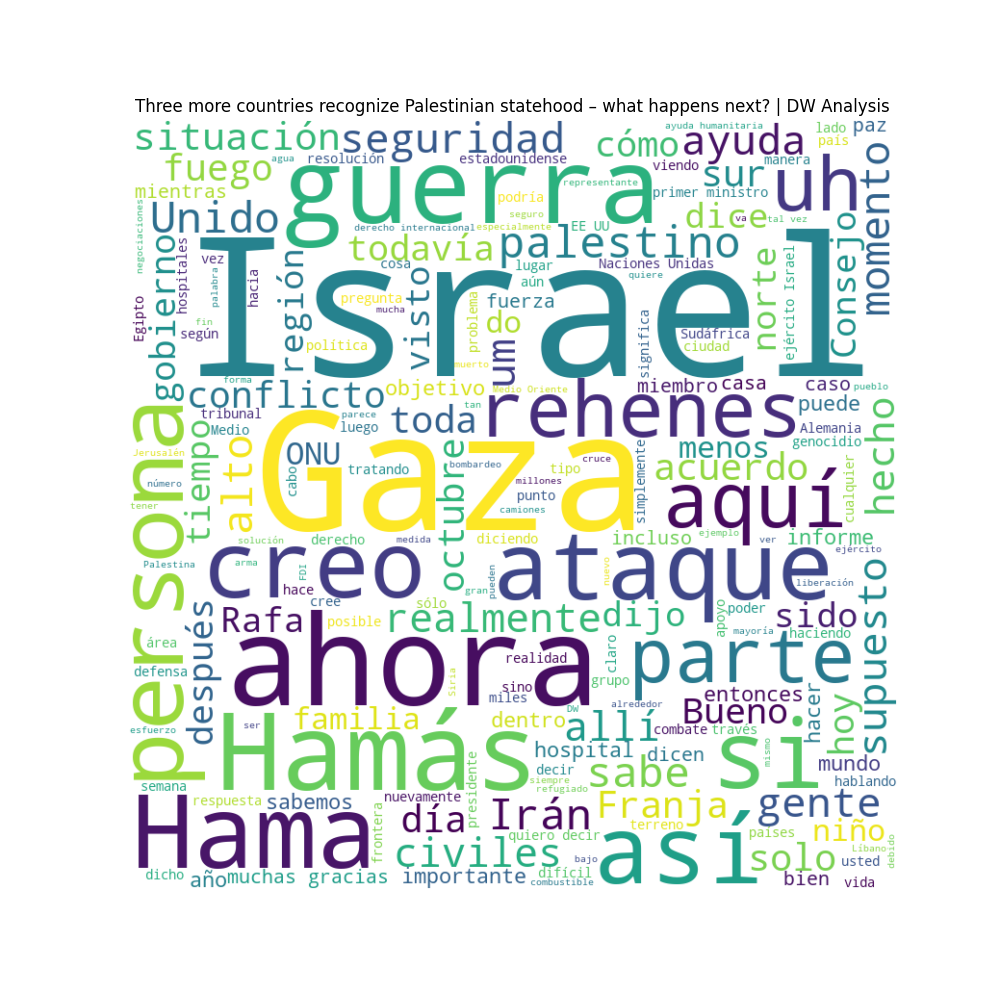 Three more countries recognize Palestinian statehood – what happens next? | DW Analysis
situación
seguridad
cómo
ayuda humanitaria
ayuda
lado
país
paz
fuego
agua
resolución
estadounidense
viendo
manera
mientras
guerra
representante
sur
primer ministro
uh
momento
negociaciones
Unido
podría
seguro
especialmente
derecho internacional
EE UU
dice
va
tal vez
gobierno
hospitales
vez
palabra
hacia
región
todavía
cosa
visto
palestino
lugar
aún
Naciones Unidas
quiere
norte
ejército Israel
Consejo
Israel
Egipto
fin
según
pregunta
mucha
política
fuerza
problema
do
um
significa
Sudáfrica
ciudad
muerto
forma
conflicto
objetivo
Medio Oriente
tan
rehenes
miembro
casa
caso
pueblo
puede
persona
tribunal
Medio
parece
luego
toda
Alemania
genocidio
hecho
Jerusalén
tiempo
alto
ONU
cabo
tratando
Gaza
octubre
bombardeo
cruce
tipo
millones
simplemente
menos
acuerdo
cualquier
número
tener
punto
camiones
aquí
solución
derecho
medida
diciendo
incluso
ejemplo
ver
informe
ejército
Palestina
arma
FDI
creo
gran
pueden
ataque
nuevo
liberación
supuesto
hace
cree
sólo
después
Rafa
posible
realmente
dijo
apoyo
poder
sido
mayoría
haciendo
área
defensa
ahora
realidad
sino
miles
Siria
claro
grupo
parte
esfuerzo
ser
familia
DW
dentro
alrededor
allí
entonces
Bueno
combate
través
hacer
hoy
Hamás
hospital
dicen
decir
siempre
refugiado
sabe
si
mismo
mundo
hablando
semana
Hama
respuesta
sabemos
nuevamente
frontera
día
presidente
Irán
quiero decir
Franja
terreno
gente
países
niño
Líbano
debido
civiles
así
solo
usted
dicho
año
muchas gracias
importante
bajo
difícil
combustible
bien
vida